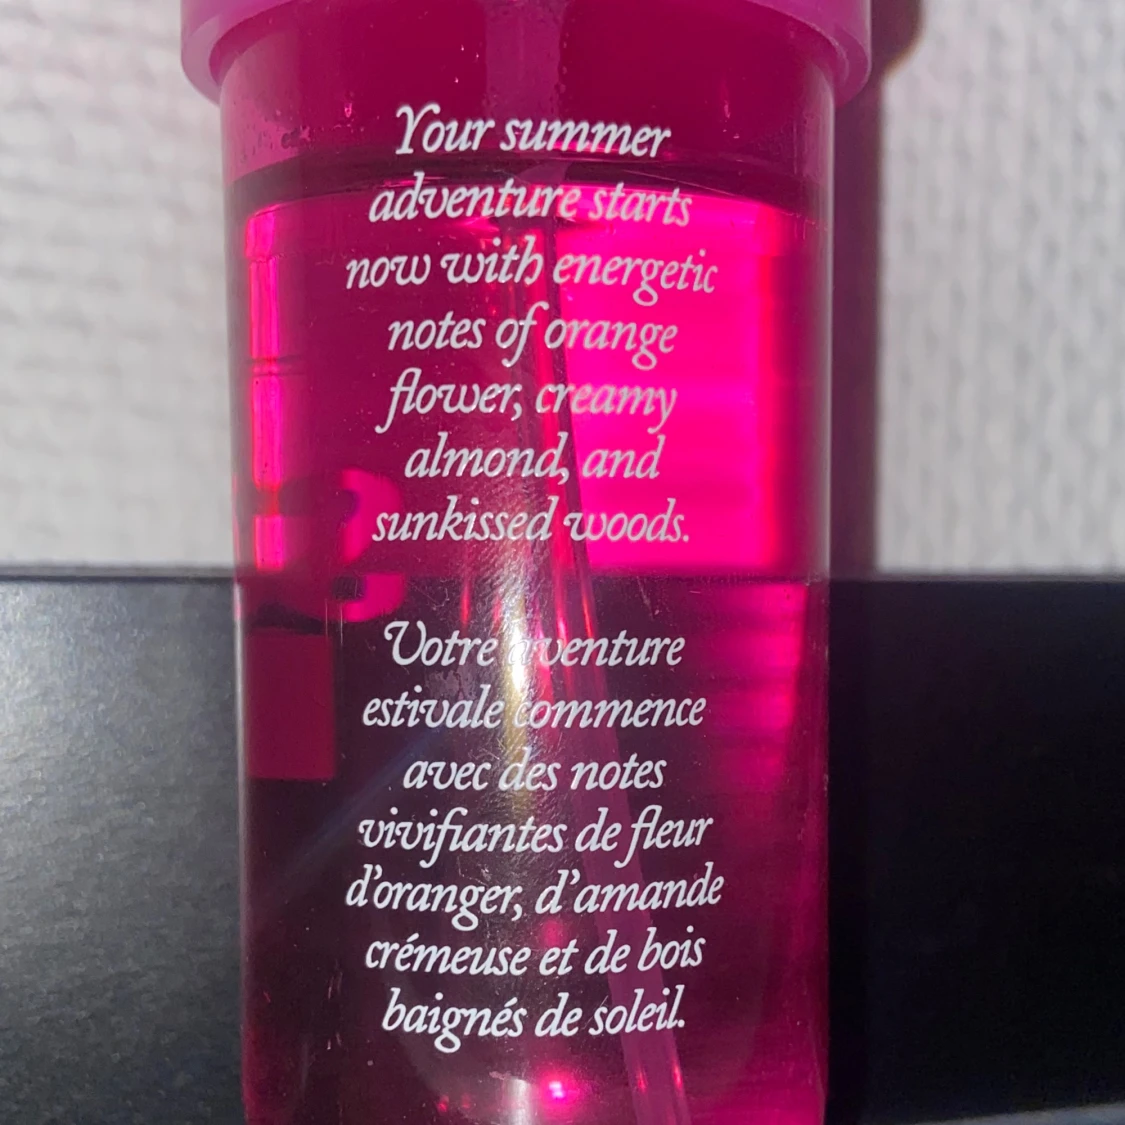 Your summer
adventure starts
now with energetic
notes of orange
flower, creamy
almond, and
sunkissed woods.
Votre aventure
estivale commence
avec des notes
vivifiantes de fleur
d'oranger, d'amande
crémeuse et de bois
baignés de soleil.